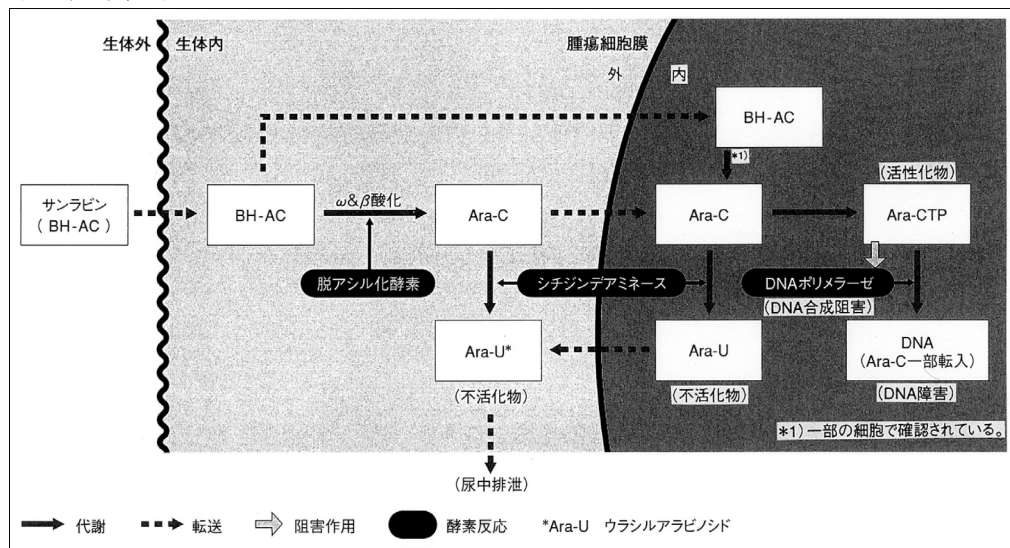 生体外
生体内
腫瘍細胞膜
外
内
BH-AC
*1)
(活性化物)
サンラビン
(BH-AC)
BH-AC
ω&β酸化
Ara-C
Ara-C
Ara-CTP
脱アシル化酵素
シチジンデアミネース
DNAポリメラーゼ
(DNA合成阻害)
Ara-U*
Ara-U
DNA
(Ara-C一部転入)
(不活化物)
(不活化物)
(DNA障害)
*1)一部の細胞で確認されている。
(尿中排泄)
代謝
転送
阻害作用
酵素反応
*Ara-U ウラシルアラビノシド